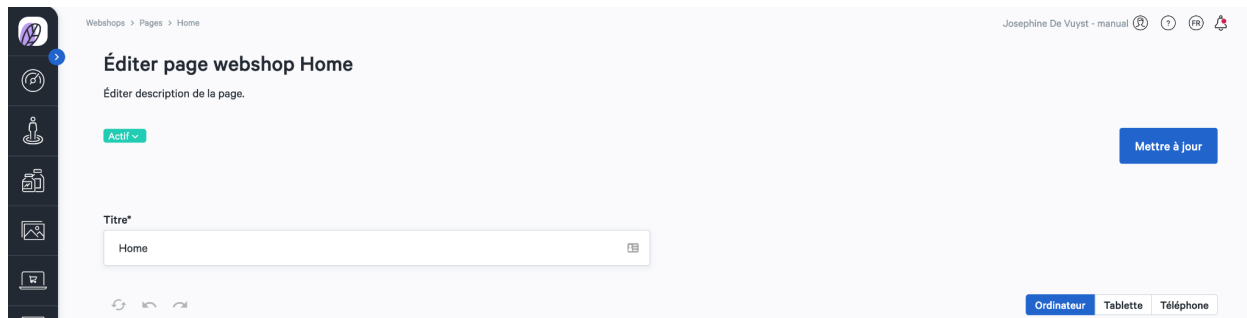 Webshops > Pages > Home
Josephine De Vuyst - manual
?
FR
Éditer page webshop Home
Éditer description de la page.
Actif
Mettre à jour
Titre*
Home
Ordinateur Tablette Téléphone